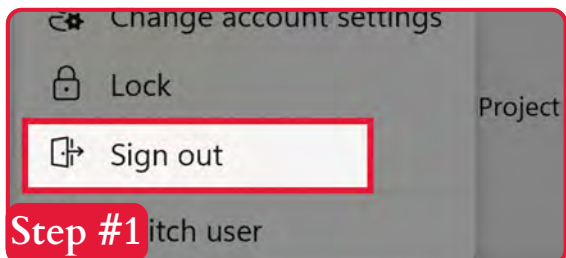 Change account settings
Lock
Project
Sign out
Step #1
itch user